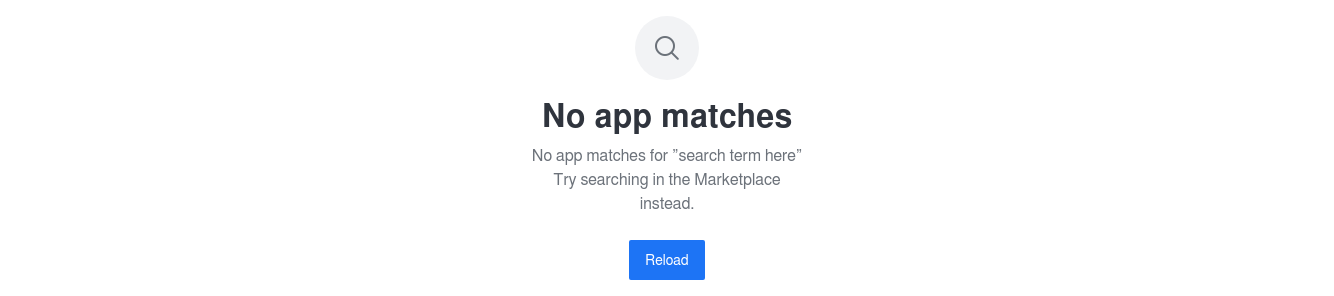 No app matches
No app matches for ”search term here”
Try searching in the Marketplace
instead.
Reload